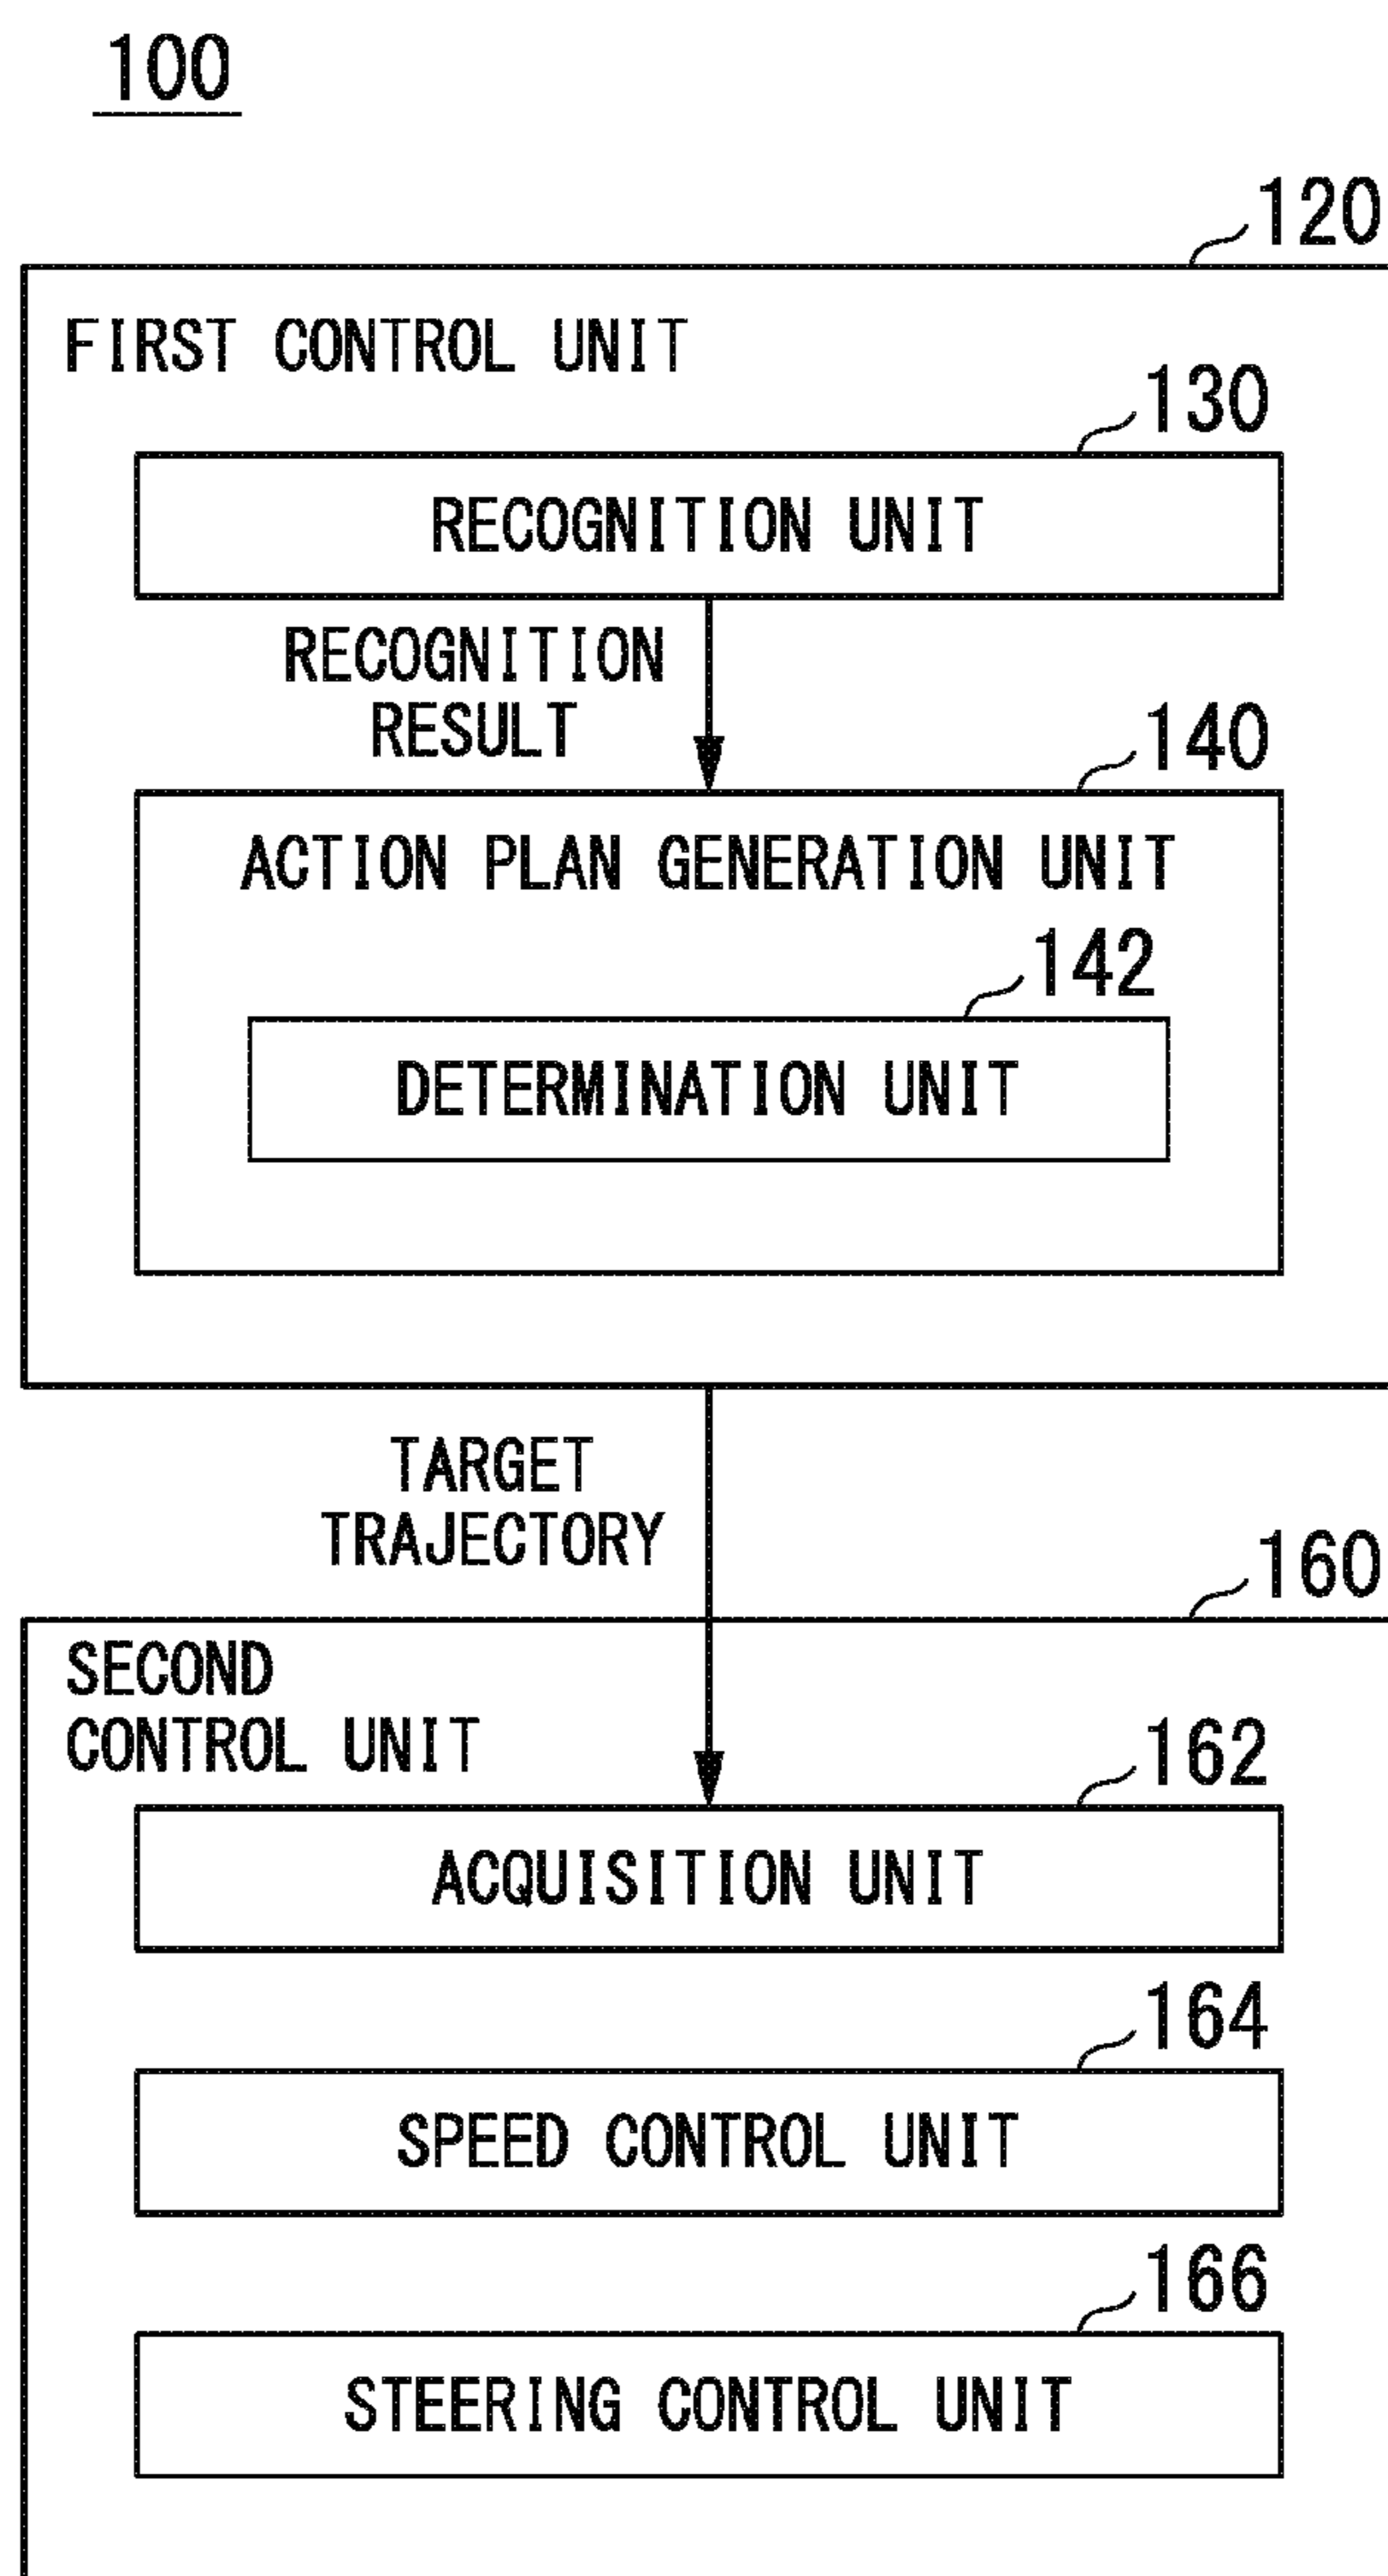 100
120
FIRST CONTROL UNIT
130
RECOGNITION UNIT
RECOGNITION
RESULT
140
ACTION PLAN GENERATION UNIT
142
DETERMINATION UNIT
TARGET
TRAJECTORY
160
SECOND
CONTROL UNIT
162
ACQUISITION UNIT
164
SPEED CONTROL UNIT
166
STEERING CONTROL UNIT